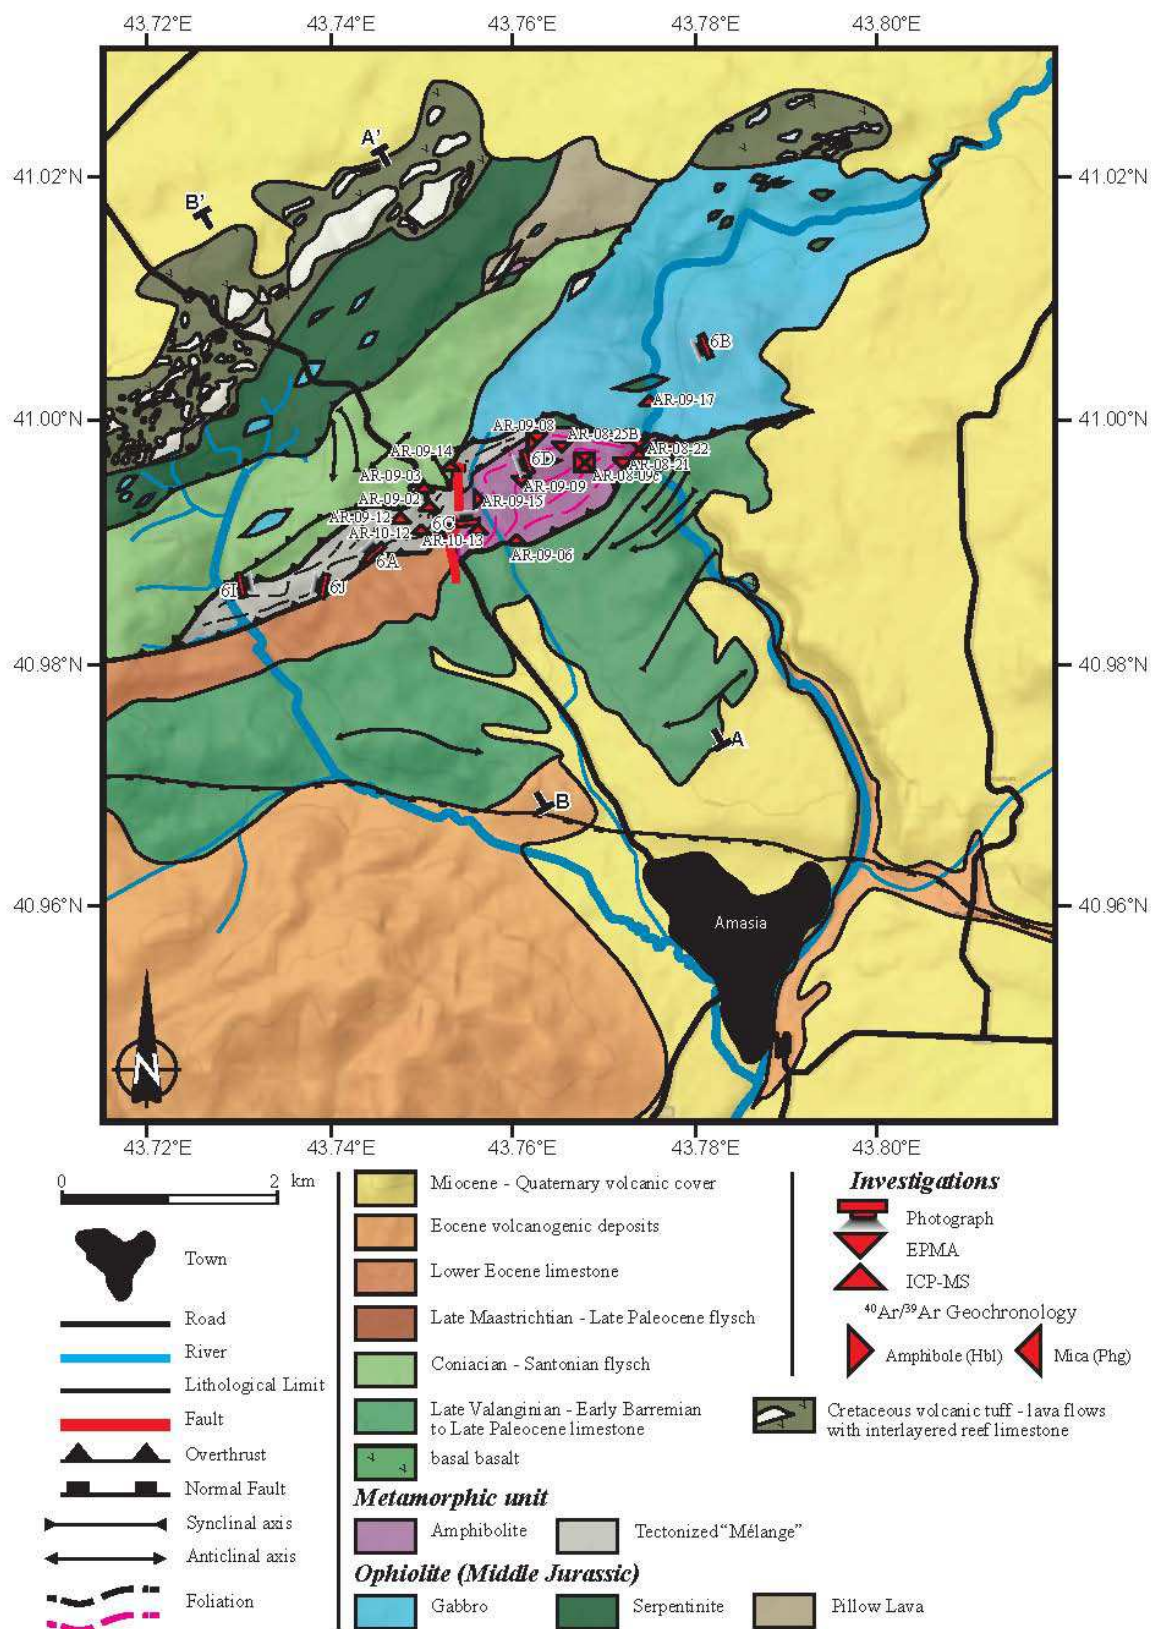 43.72°E 43.74°E 43.76°E 43.78°E 43.80°E
A'
41.02°N 41.02°N
B'
6B
AR-09-17
41.00°N 41.00°N
AR-09-08
AR-08-25B
AR-09-14
6D
AR-08-22
AR-08-21
AR-09-03
AR-09-09
AR-09-02
AR-09-15
AR-09-12
6C
AR-10-12
AR-10-13
AR-09-06
6A
6I
6J
40.98°N 40.98°N
A
B
40.96°N 40.96°N
Amasia
N
43.72°E 43.74°E 43.76°E 43.78°E 43.80°E
0 2 km
Town
Road
River
Lithological Limit
Fault
Overthrust
Normal Fault
Synclinal axis
Anticlinal axis
Foliation
Miocene - Quaternary volcanic cover
Eocene volcanogenic deposits
Lower Eocene limestone
Late Maastrichtian - Late Paleocene flysch
Coniacian - Santonian flysch
Late Valanginian - Early Barremian
to Late Paleocene limestone
basal basalt
Metamorphic unit
Amphibolite
Tectonized “Mélange”
Ophiolite (Middle Jurassic)
Gabbro
Serpentinite
Pillow Lava
Investigations
Photograph
EPMA
ICP-MS
⁴⁰Ar/³⁹Ar Geochronology
Amphibole (Hbl)
Mica (Phg)
Cretaceous volcanic tuff - lava flows
with interlayered reef limestone